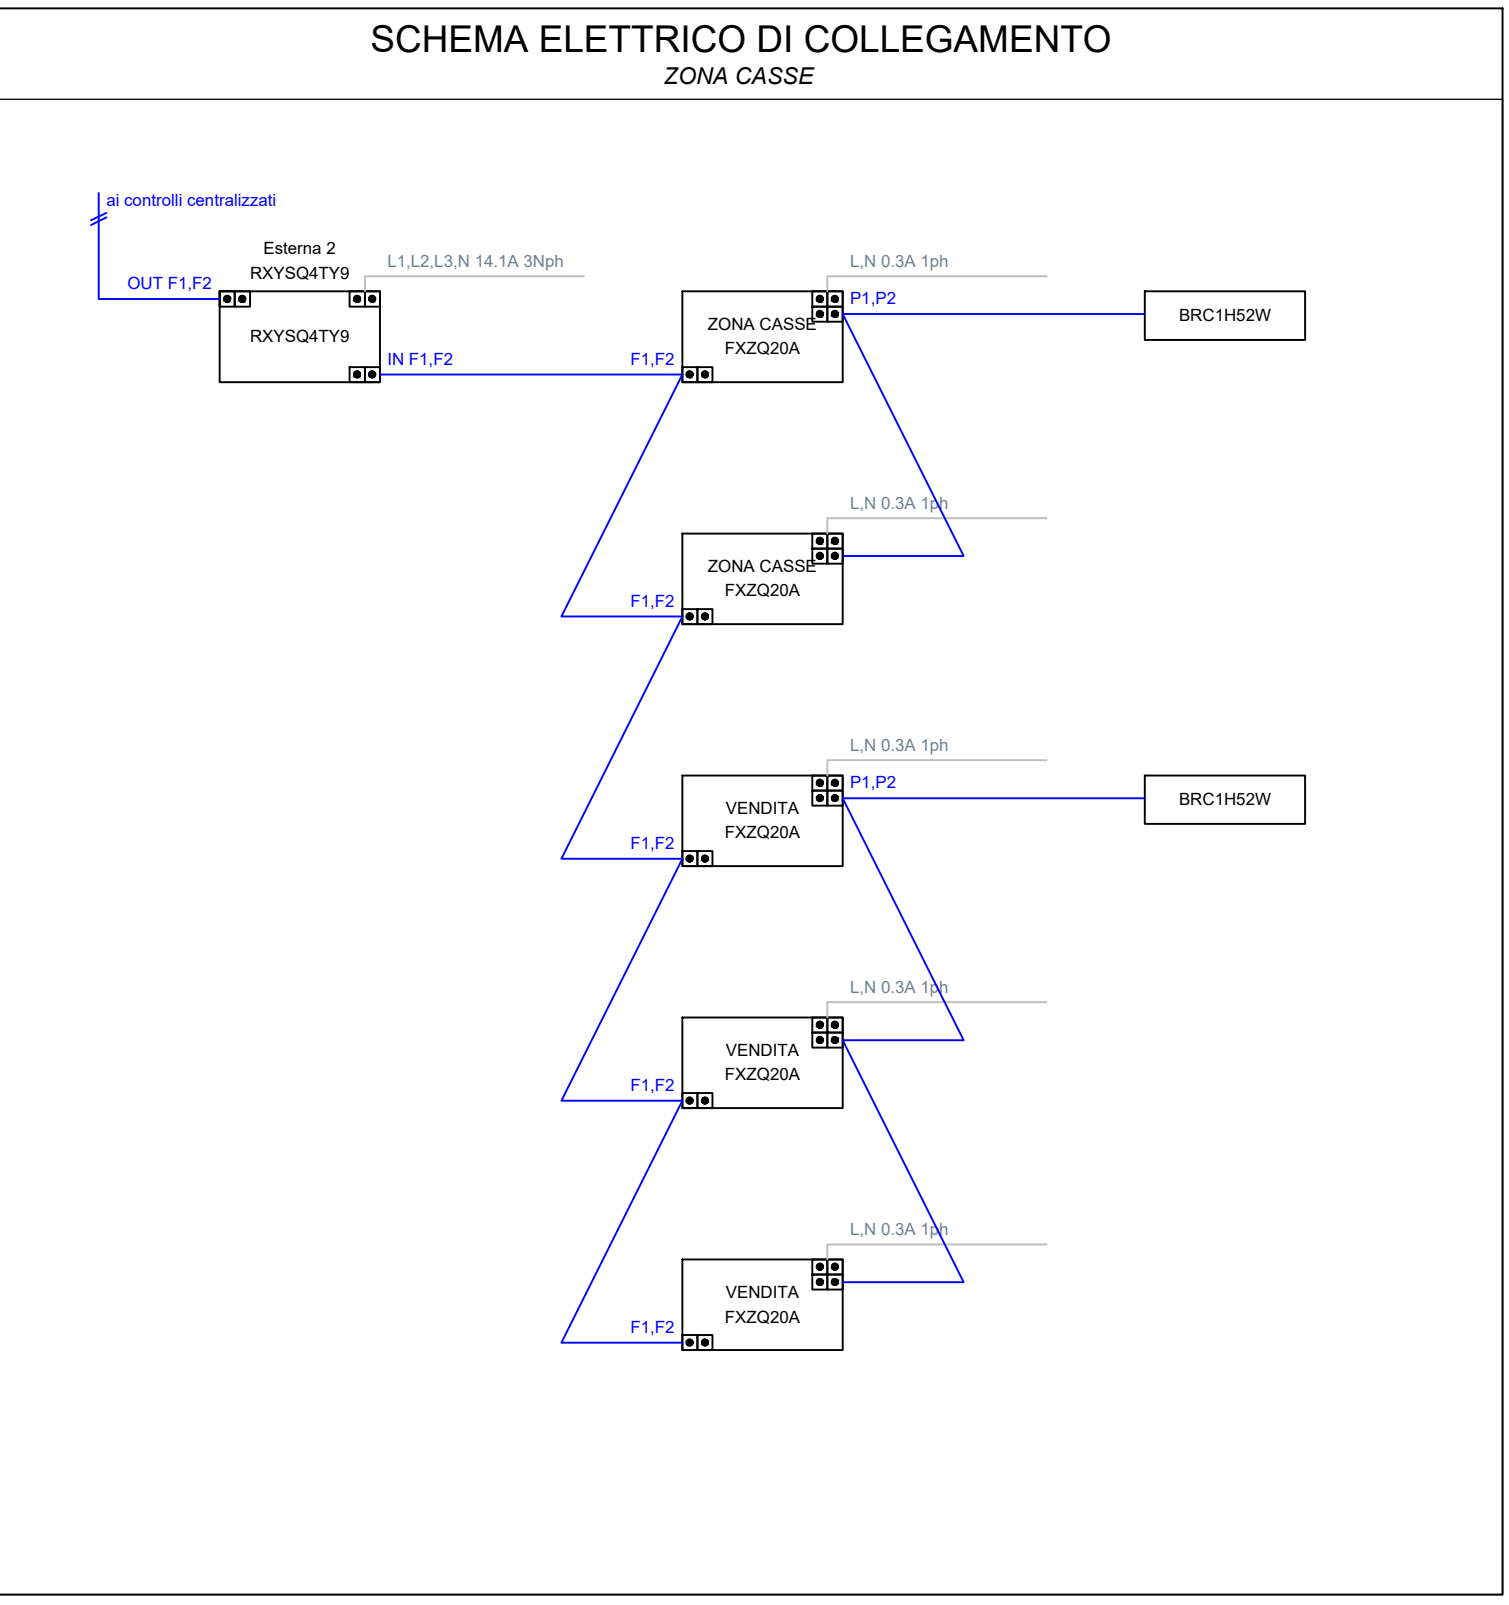 SCHEMA ELETTRICO DI COLLEGAMENTO
ZONA CASSE
ai controlli centralizzati
Esterna 2
RXYSQ4TY9
L1,L2,L3,N 14.1A 3Nph
OUT F1,F2
RXYSQ4TY9
IN F1,F2
L,N 0.3A 1ph
P1,P2
ZONA CASSE
FXZQ20A
F1,F2
BRC1H52W
L,N 0.3A 1ph
ZONA CASSE
FXZQ20A
F1,F2
L,N 0.3A 1ph
P1,P2
VENDITA
FXZQ20A
F1,F2
BRC1H52W
L,N 0.3A 1ph
VENDITA
FXZQ20A
F1,F2
L,N 0.3A 1ph
VENDITA
FXZQ20A
F1,F2